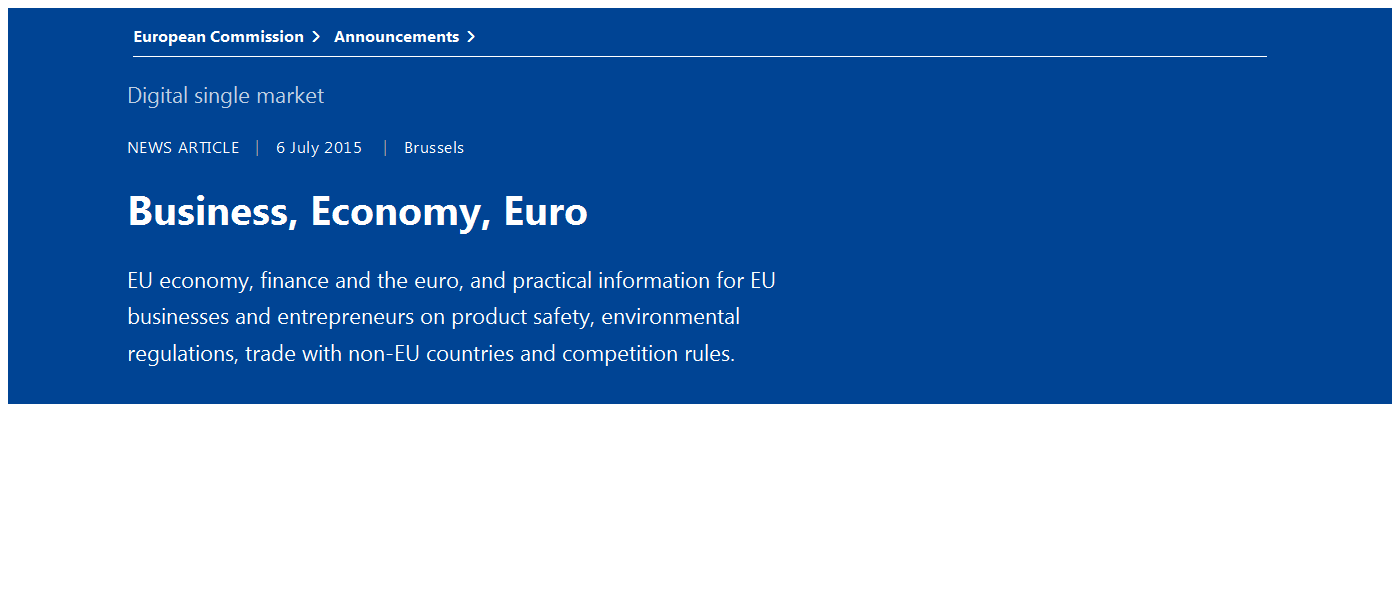 European Commission > Announcements >
Digital single market
NEWS ARTICLE | 6 July 2015 | Brussels
Business, Economy, Euro
EU economy, finance and the euro, and practical information for EU
businesses and entrepreneurs on product safety, environmental
regulations, trade with non-EU countries and competition rules.